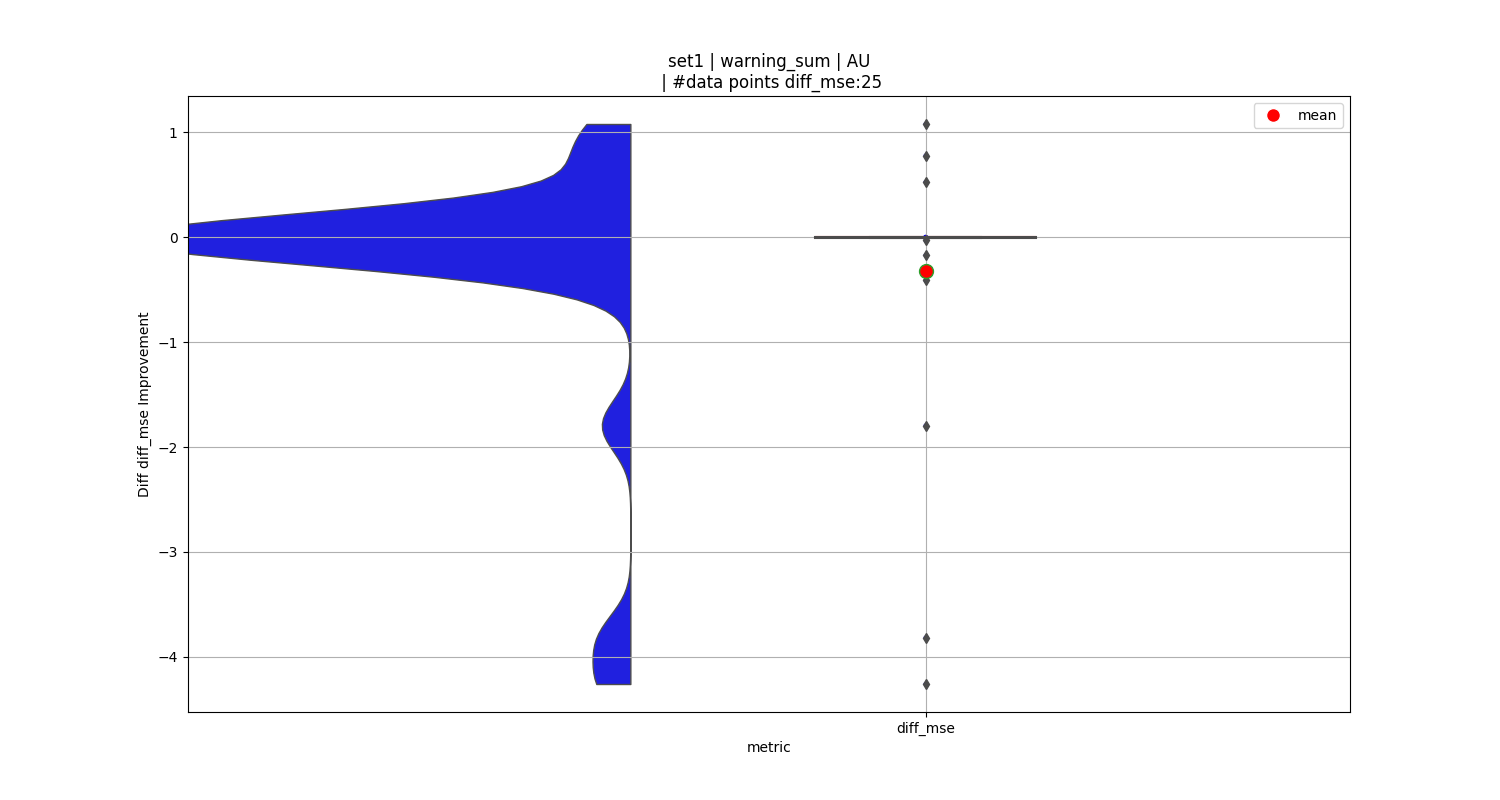 set1 | warning_sum | AU
| #data points diff_mse:25
mean
1
0
−1
−2
−3
−4
Diff diff_mse Improvement
diff_mse
metric